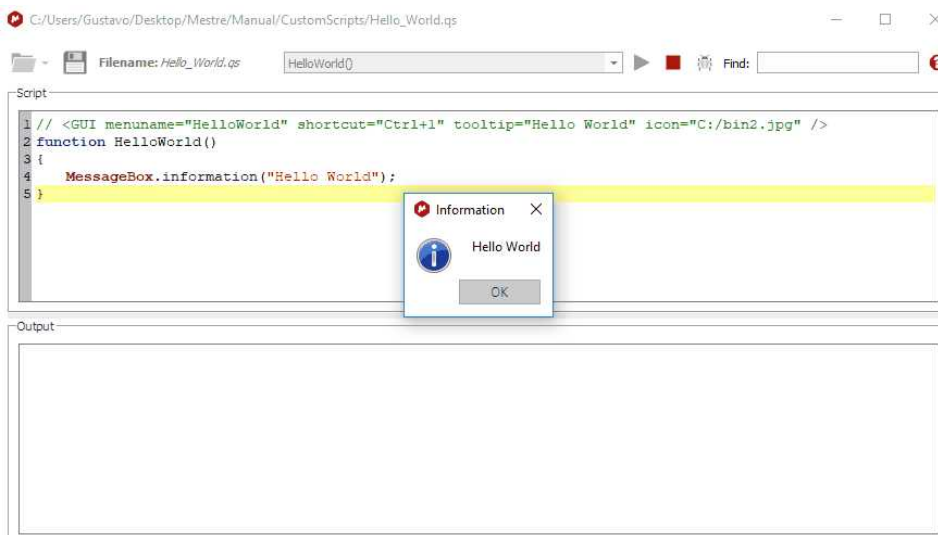 C:/Users/Gustavo/Desktop/Mestre/Manual/CustomScripts/Hello_World.qs
Filename: Hello_World.qs HelloWorld() Find:
Script
1 // <GUI menuname="HelloWorld" shortcut="Ctrl+1" tooltip="Hello World" icon="C:/bin2.jpg" />
2 function HelloWorld()
3 {
4 MessageBox.information("Hello World");
5 }
Information
Hello World
OK
Output